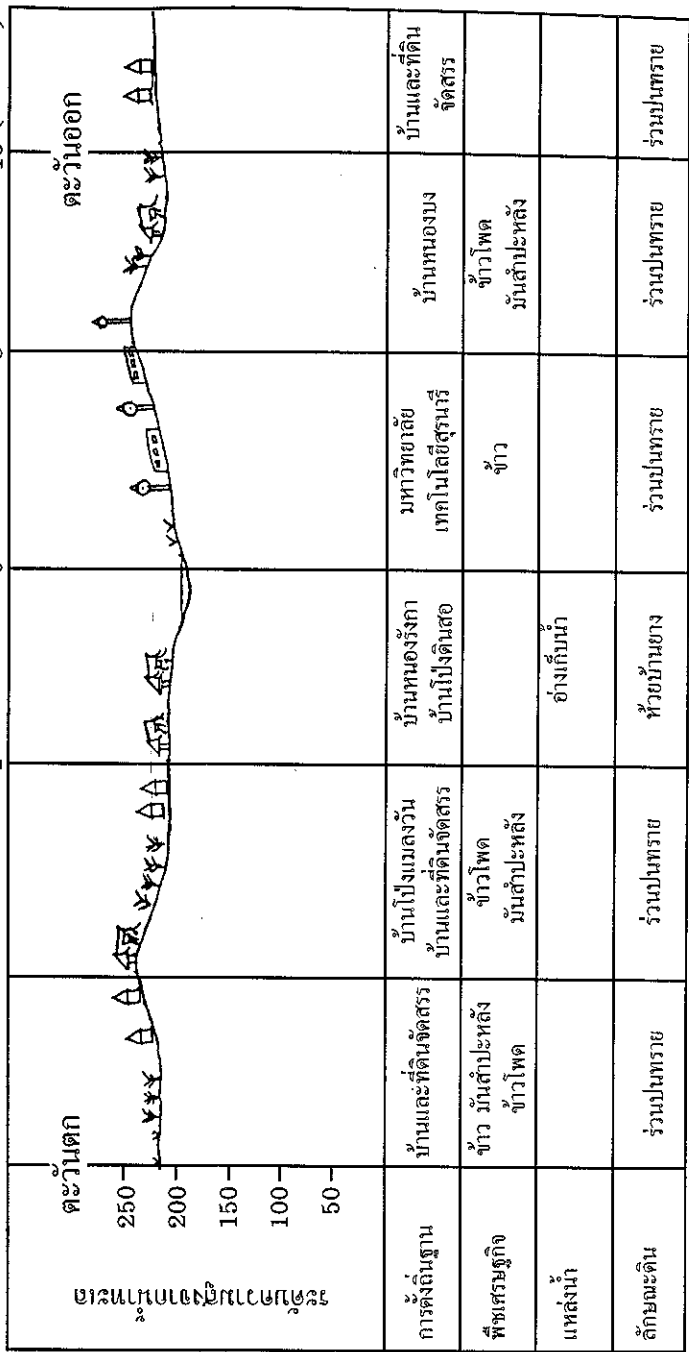 ตะวันตก
ตะวันออก
ระดับความสูงจากน้ำทะเล
250
200
150
100
50
การตั้งถิ่นฐาน
บ้านและที่ดินจัดสรร
บ้านโป่งแมลงวัน
บ้านและที่ดินจัดสรร
บ้านหนองรังกา
บ้านโป่งดินสอ
มหาวิทยาลัย
เทคโนโลยีสุรนารี
บ้านหนองบง
บ้านและที่ดิน
จัดสรร
พืชเศรษฐกิจ
ข้าว มันสำปะหลัง
ข้าวโพด
ข้าวโพด
มันสำปะหลัง
ข้าว
ข้าวโพด
มันสำปะหลัง
แหล่งน้ำ
อ่างเก็บน้ำ
ลักษณะดิน
ร่วนปนทราย
ร่วนปนทราย
ห้วยบ้านยาง
ร่วนปนทราย
ร่วนปนทราย
ร่วนปนทราย